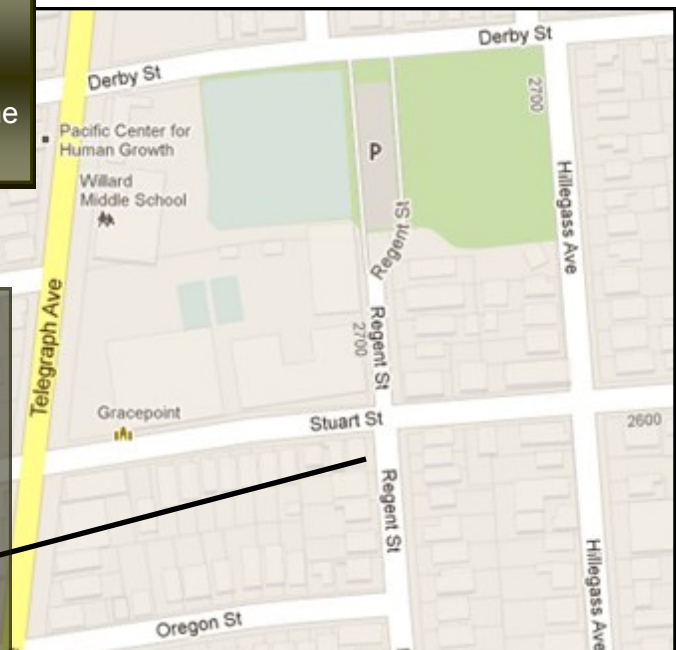 Derby St
Derby St
ne
Pacific Center for
Human Growth
P
2700
Willard
Middle School
Hillegass Ave
Regent St
Telegraph Ave
Regent St
2700
Gracepoint
Stuart St
2600
Regent St
Hillegass Ave
Oregon St